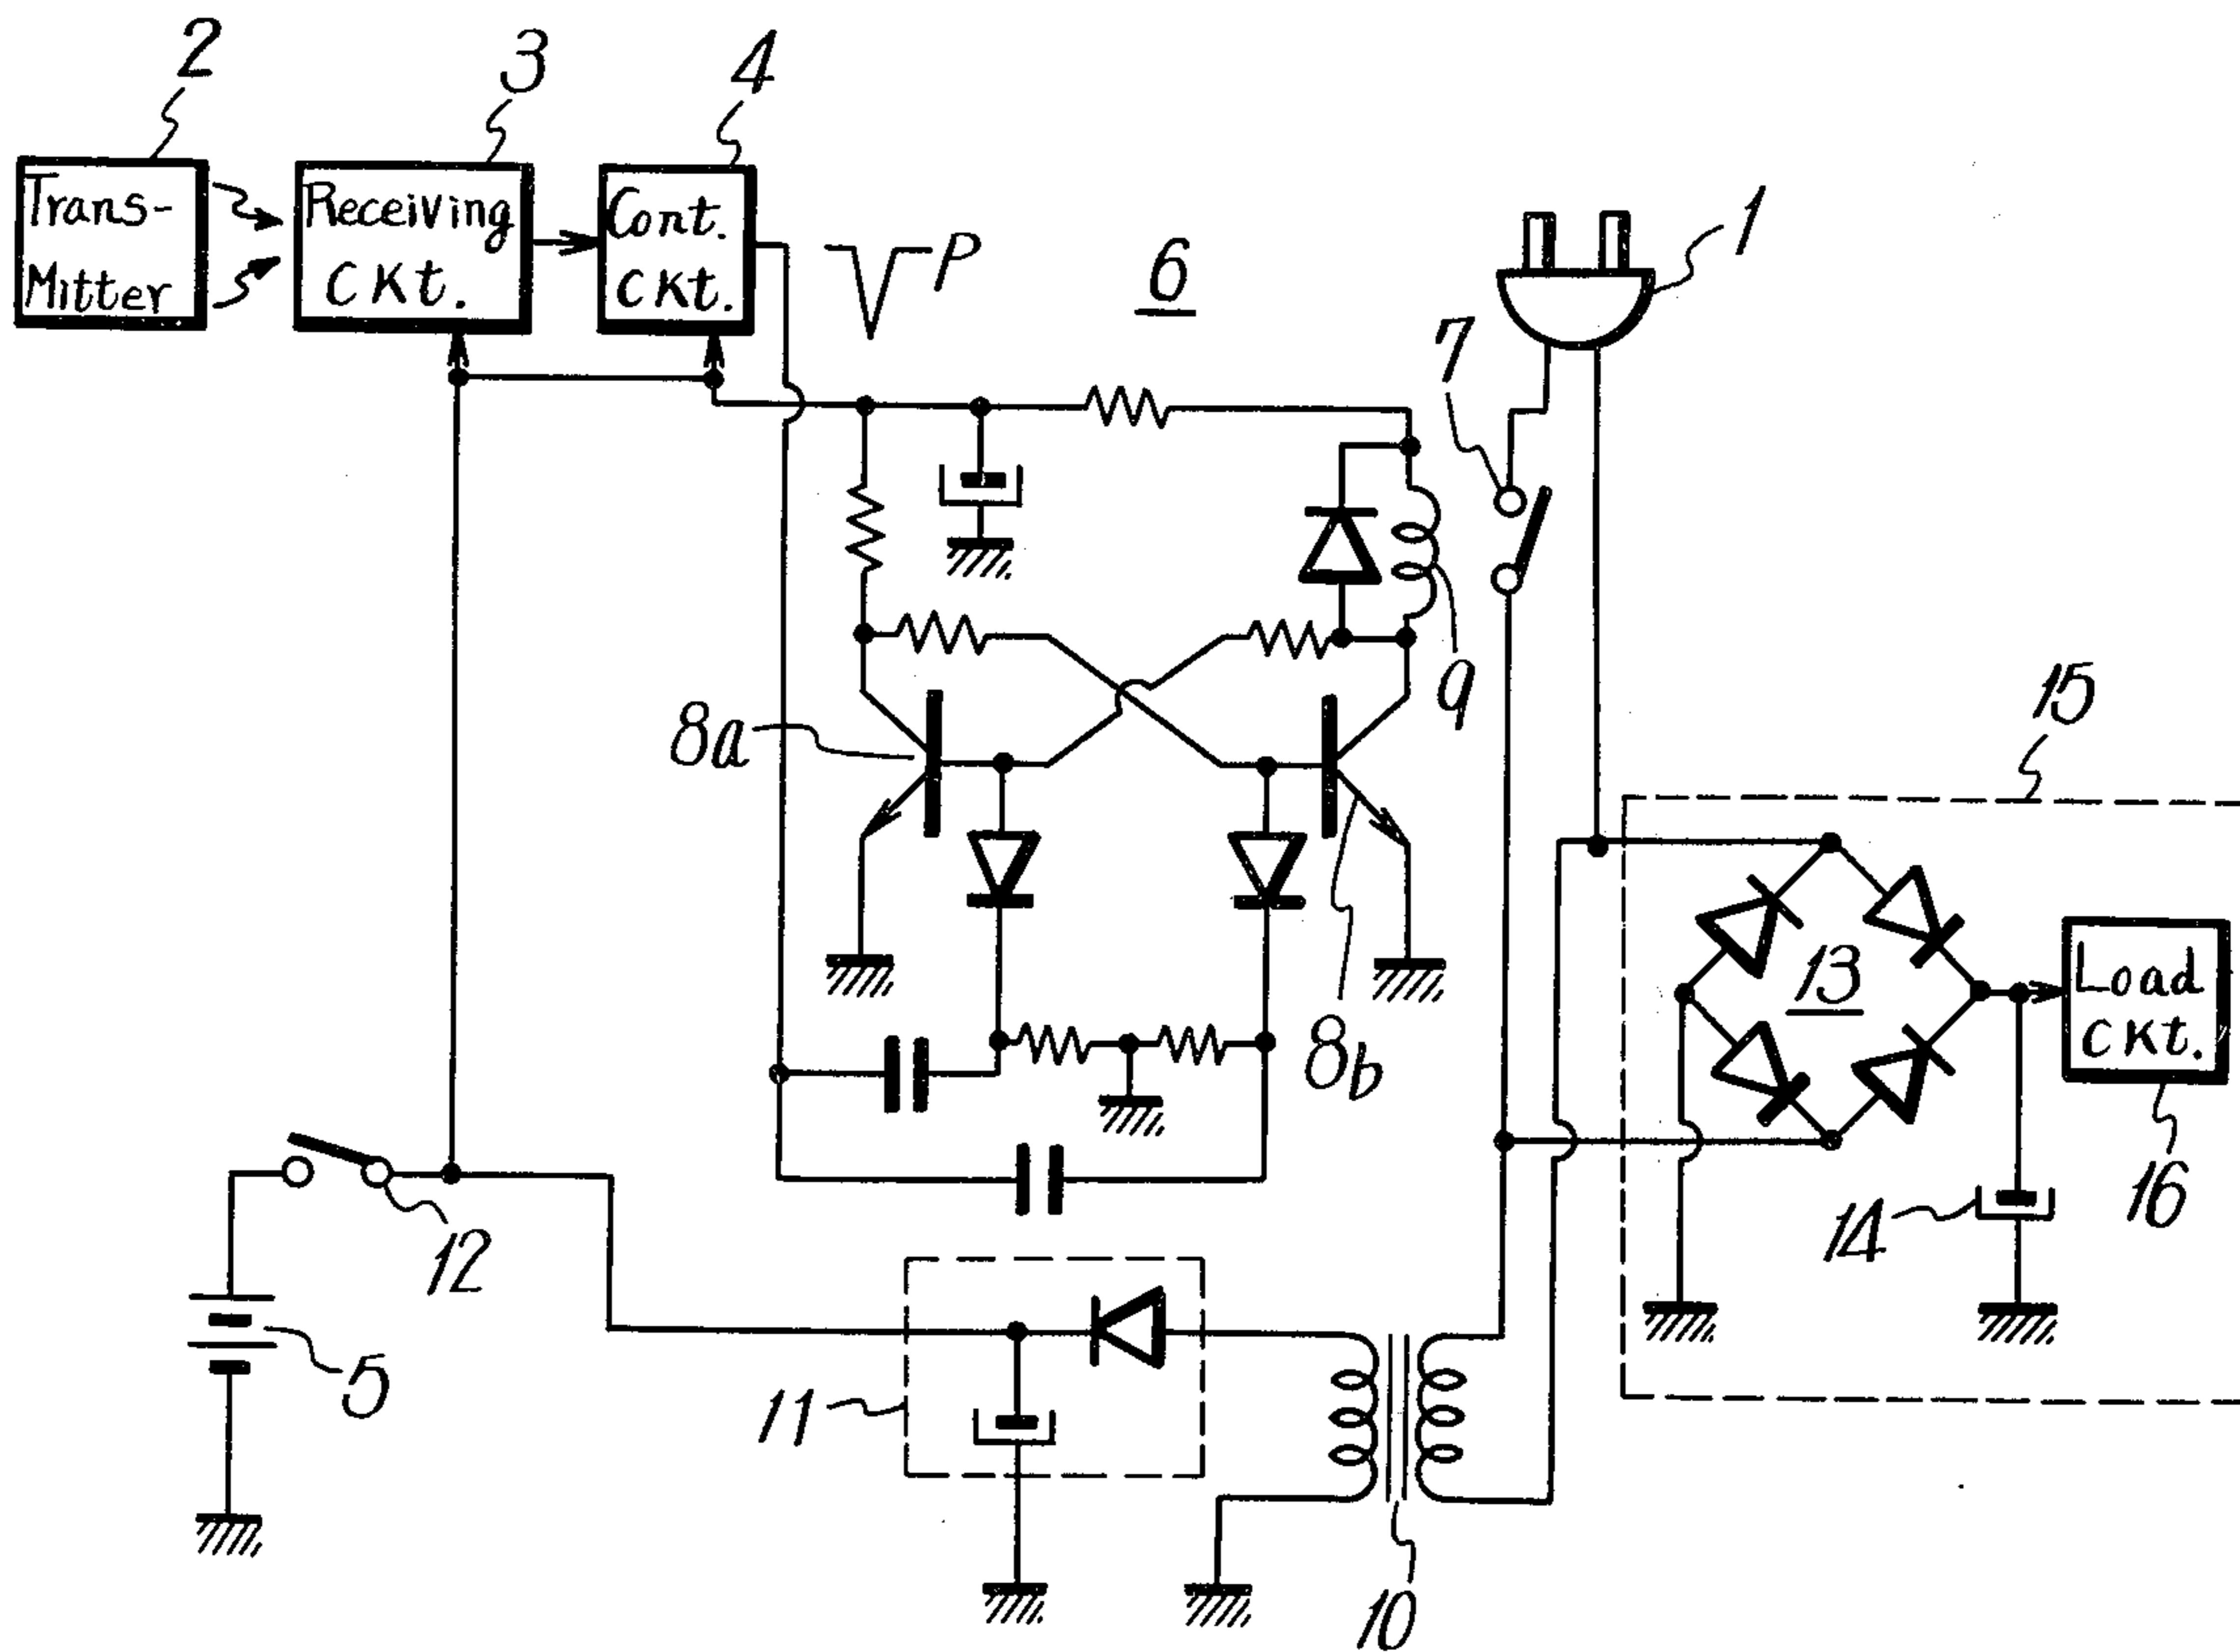 2
3
4
Trans-
Mitter
Receiving
CKt.
Cont.
CKt.
P
6
1
7
9
8a
8b
15
13
Load
CKt.
16
14
12
5
11
10